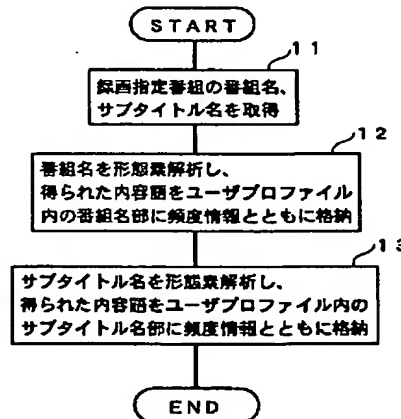 START
11
録画指定番組の番組名、
サブタイトル名を取得
12
番組名を形態素解析し、
得られた内容語をユーザプロファイル
内の番組名部に頻度情報とともに格納
13
サブタイトル名を形態素解析し、
得られた内容語をユーザプロファイル内の
サブタイトル名部に頻度情報とともに格納
END